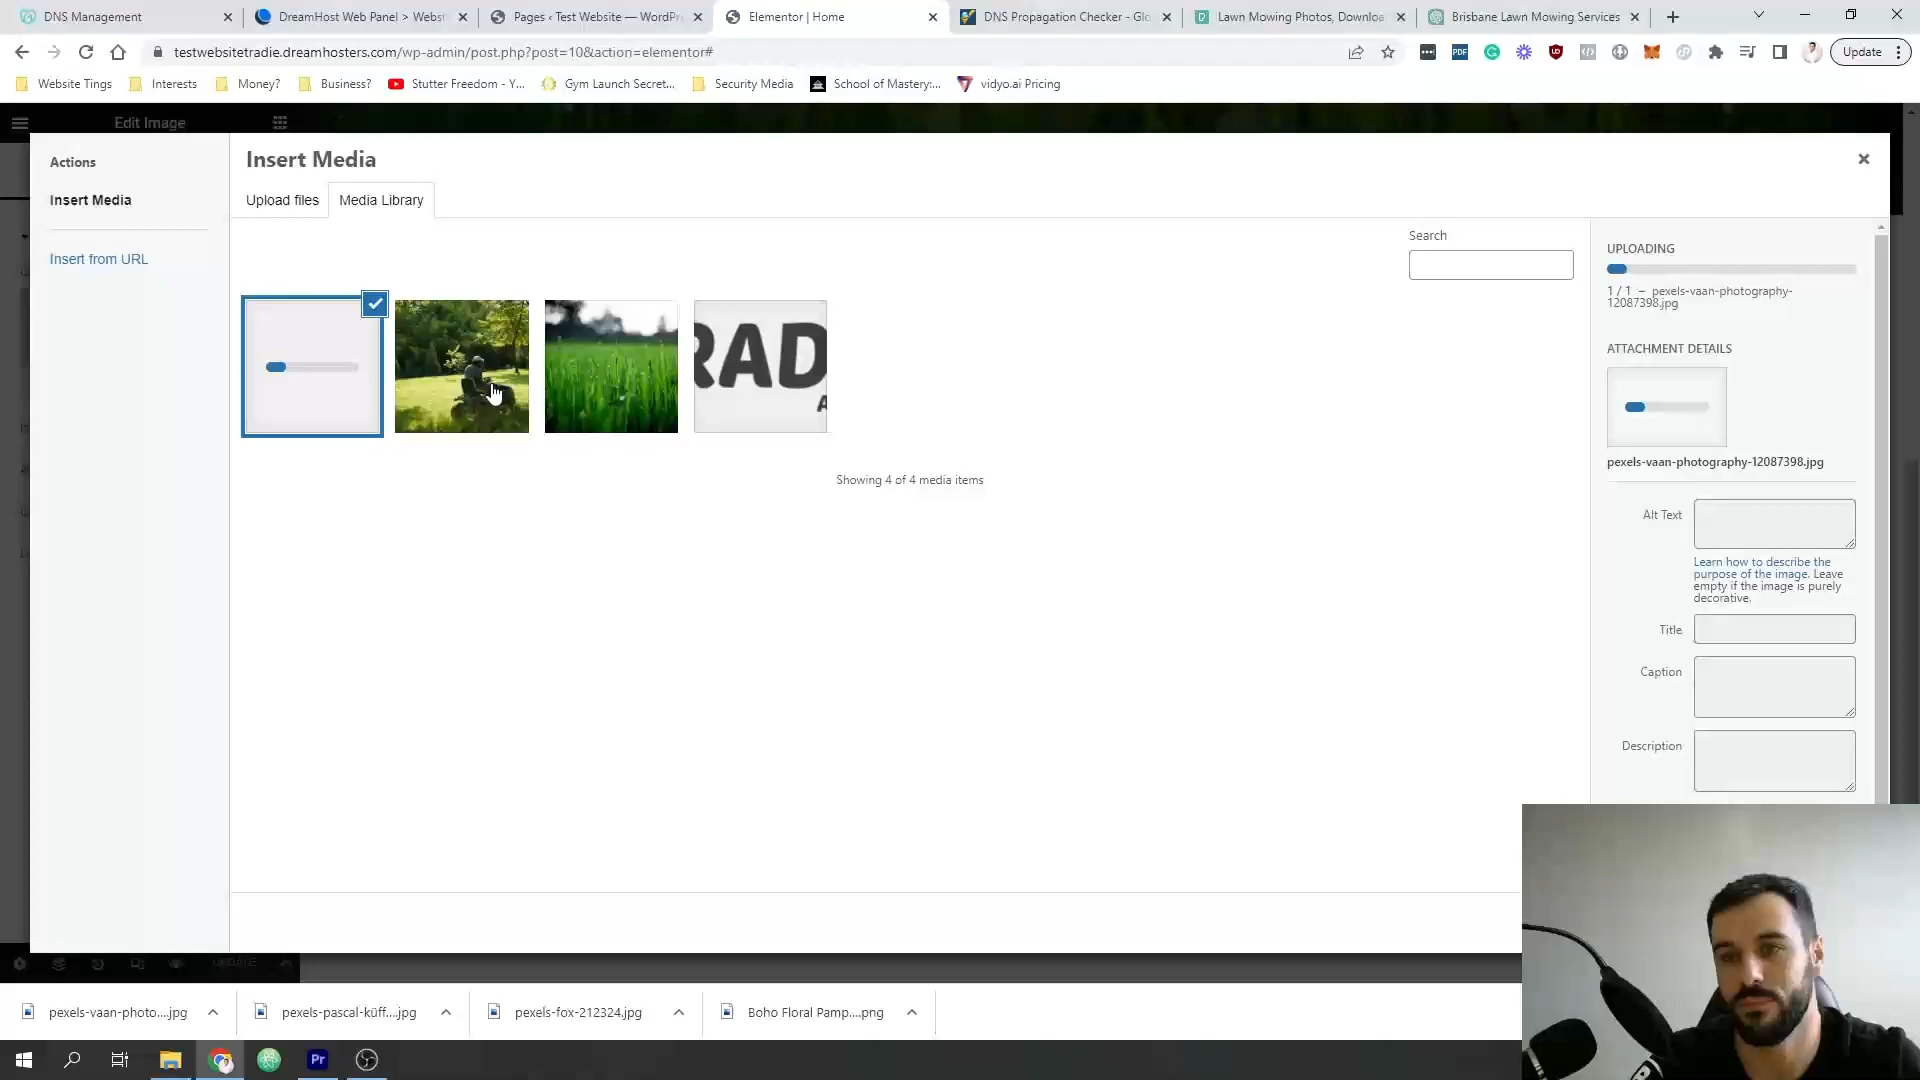 DNS Management
DreamHost Web Panel > Websi
Pages ‹ Test Website — WordPr
Elementor | Home
DNS Propagation Checker - Glo
Lawn Mowing Photos, Downloa
Brisbane Lawn Mowing Services
testwebsitetradie.dreamhosters.com/wp-admin/post.php?post=10&action=elementor#
Update
Website Tings
Interests
Money?
Business?
Stutter Freedom - Y...
Gym Launch Secret...
Security Media
School of Mastery:...
vidyo.ai Pricing
Edit Image
Actions
Insert Media
Insert from URL
Insert Media
Upload files
Media Library
Search
RAD
A
Showing 4 of 4 media items
UPLOADING
1 / 1 – pexels-vaan-photography-
12087398.jpg
ATTACHMENT DETAILS
pexels-vaan-photography-12087398.jpg
Alt Text
Learn how to describe the
purpose of the image. Leave
empty if the image is purely
decorative.
Title
Caption
Description
UPDATE
pexels-vaan-photo....jpg
pexels-pascal-küff....jpg
pexels-fox-212324.jpg
Boho Floral Pamp....png
PDF
Pr